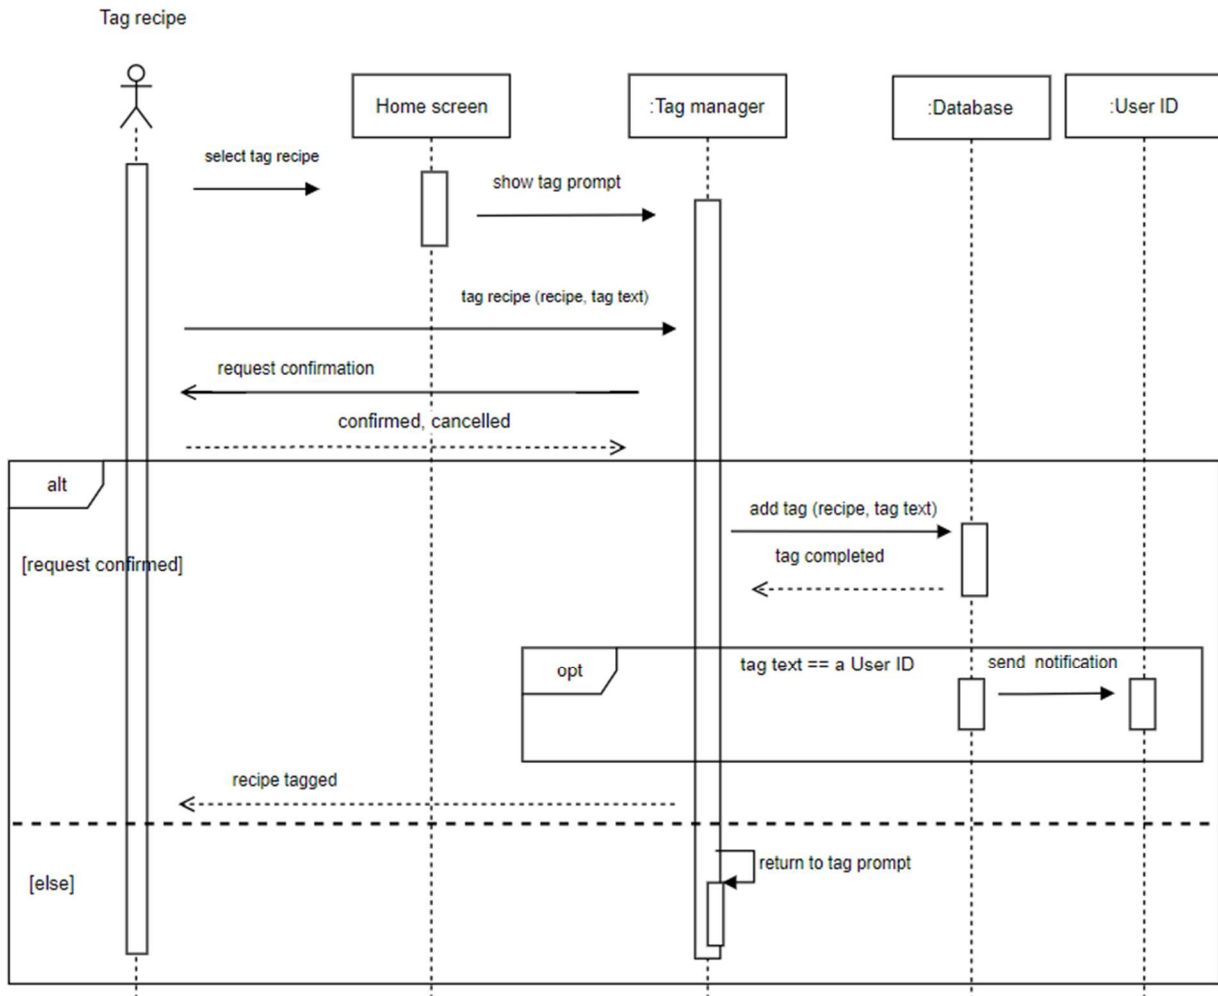 Tag recipe
Home screen
:Tag manager
:Database
:User ID
select tag recipe
show tag prompt
tag recipe (recipe, tag text)
request confirmation
confirmed, cancelled
alt
add tag (recipe, tag text)
[request confirmed]
tag completed
opt
tag text == a User ID
send notification
recipe tagged
return to tag prompt
[else]